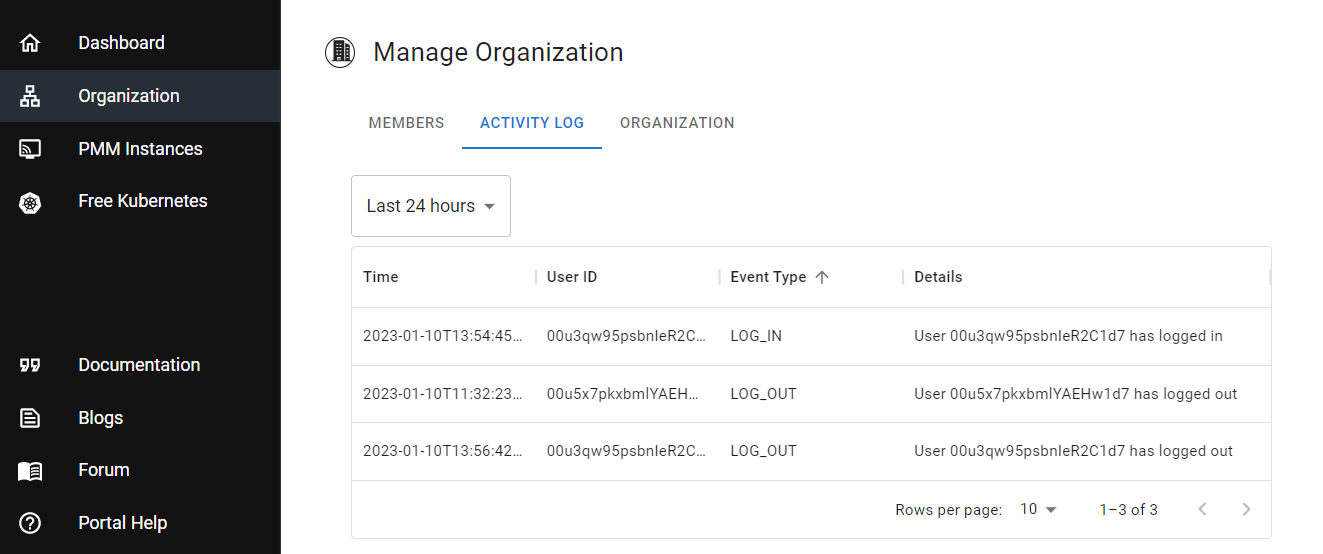 Dashboard
Organization
PMM Instances
Free Kubernetes
Documentation
Blogs
Forum
Portal Help
Manage Organization
MEMBERS ACTIVITY LOG ORGANIZATION
Last 24 hours
Time User ID Event Type Details
2023-01-10T13:54:45... 00u3qw95psbnIeR2C... LOG_IN User 00u3qw95psbnIeR2C1d7 has logged in
2023-01-10T11:32:23... 00u5x7pkxbmlYAEH... LOG_OUT User 00u5x7pkxbmlYAEHw1d7 has logged out
2023-01-10T13:56:42... 00u3qw95psbnIeR2C... LOG_OUT User 00u3qw95psbnIeR2C1d7 has logged out
Rows per page: 10 1–3 of 3